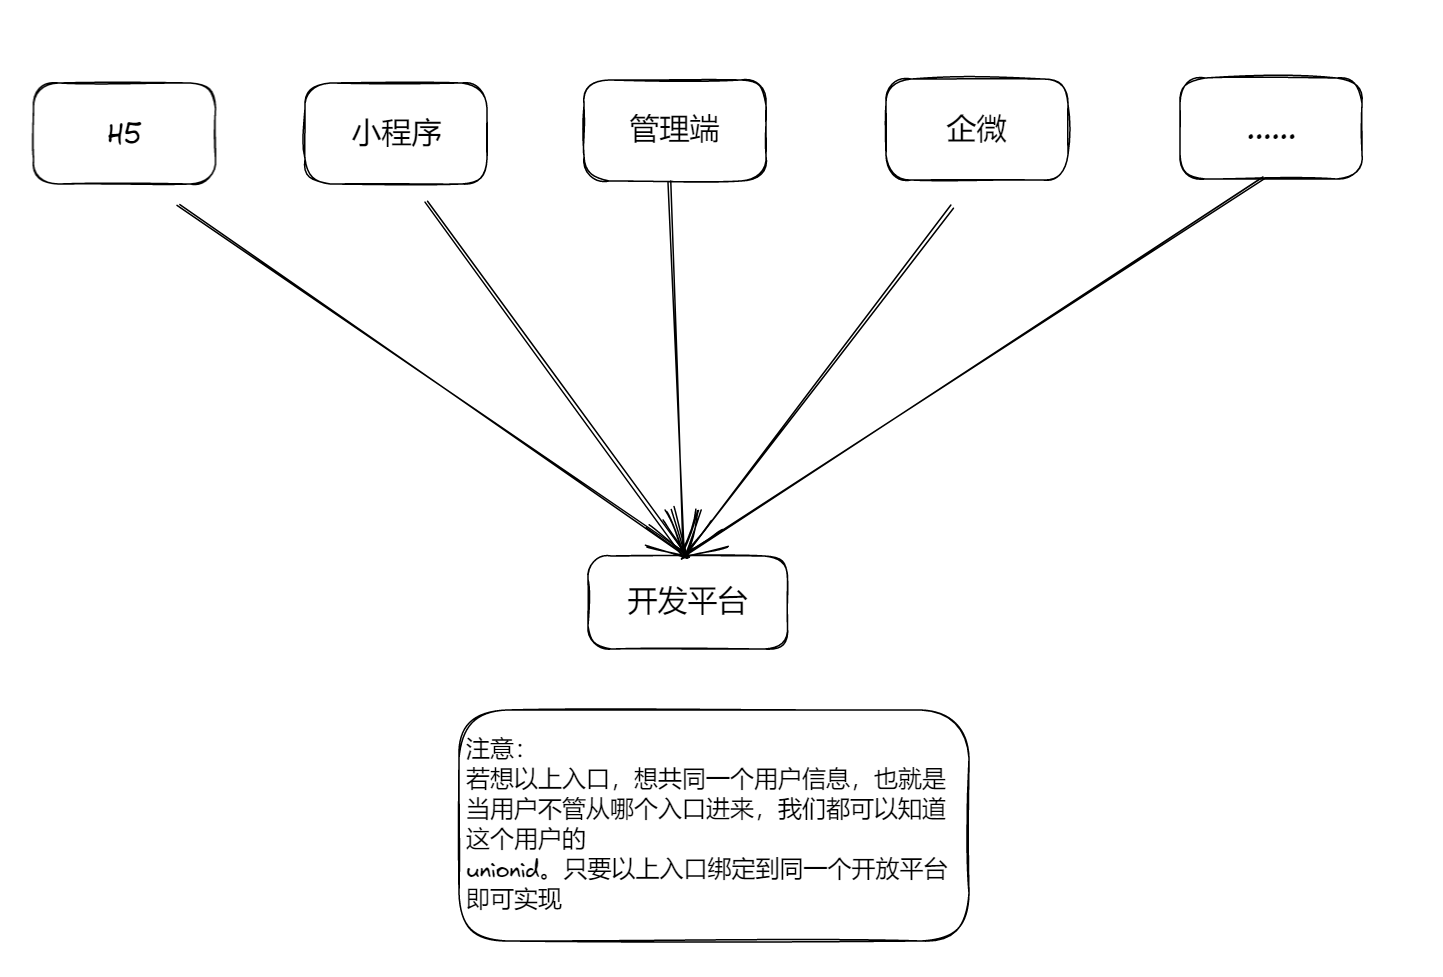 H5
小程序
管理端
企微
......
开发平台
注意：
若想以上入口，想共同一个用户信息，也就是
当用户不管从哪个入口进来，我们都可以知道
这个用户的
unionid。只要以上入口绑定到同一个开放平台
即可实现